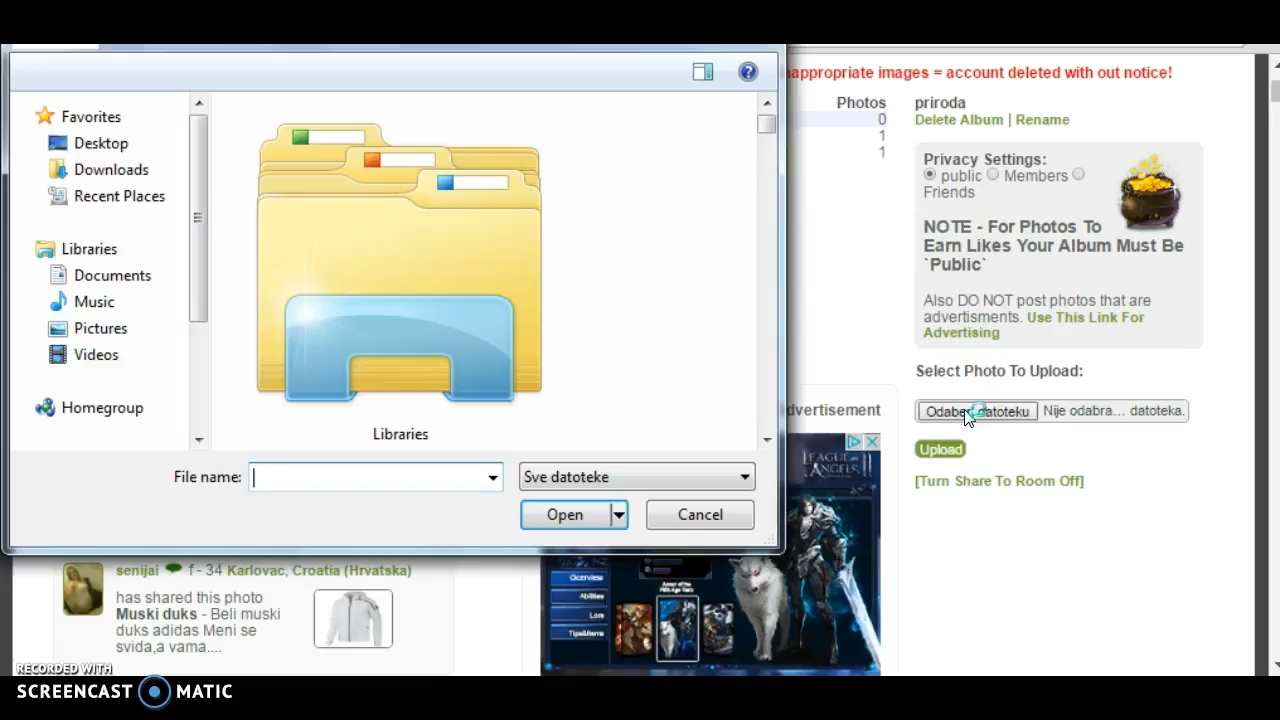 appropriate images = account deleted with out notice!
Favorites
Desktop
Downloads
Recent Places
Libraries
Documents
Music
Pictures
Videos
Homegroup
Libraries
File name:
Sve datoteke
Open
Cancel
Photos
0
1
1
priroda
Delete Album | Rename
Privacy Settings:
public Members
Friends
NOTE - For Photos To
Earn Likes Your Album Must Be
`Public`
Also DO NOT post photos that are
advertisments. Use This Link For
Advertising
Select Photo To Upload:
datoteku Nije odabra... datoteka.
Upload
[Turn Share To Room Off]
dvertisement
LEAGUE OF
ANGELS II
Overview
Abilities
Lore
senijai f - 34 Karlovac, Croatia (Hrvatska)
has shared this photo
Muski duks - Beli muski
duks adidas Meni se
svida,a vama....
RECORDED WITH
SCREENCAST MATIC